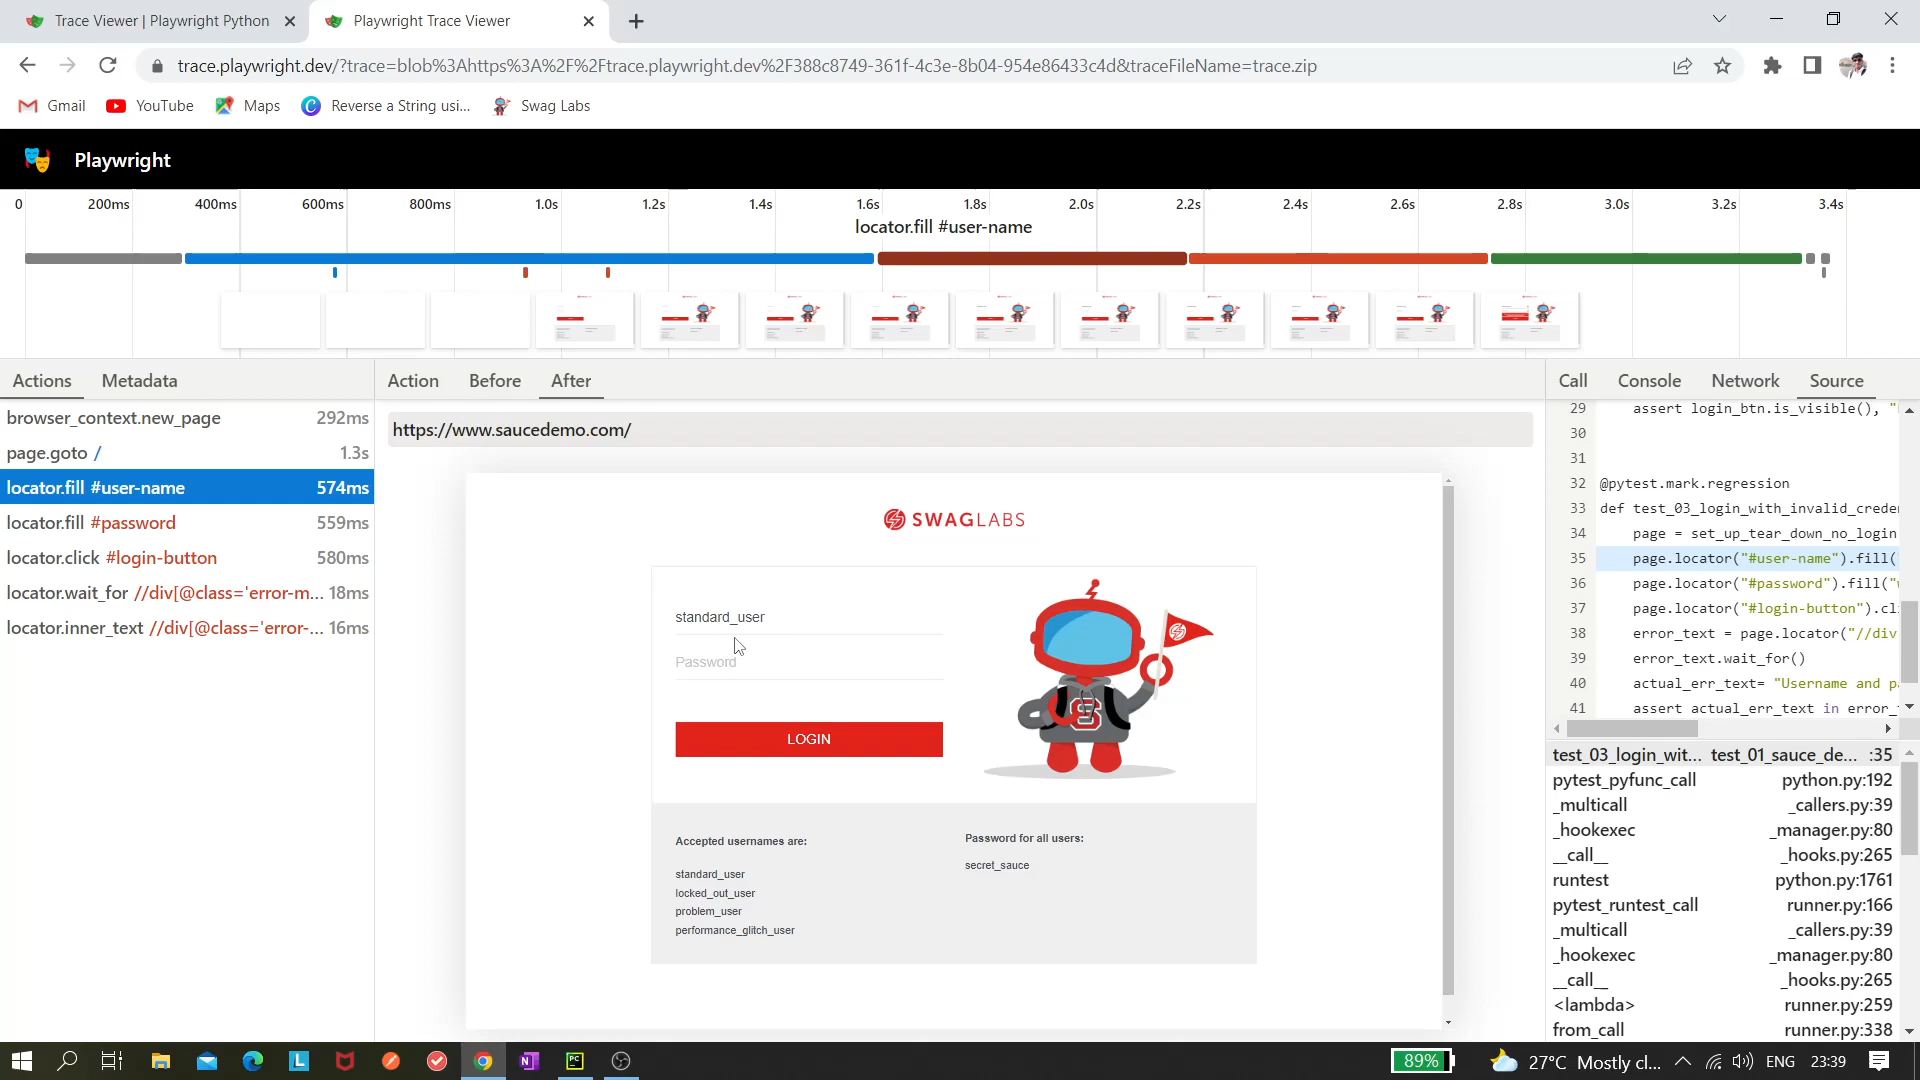 Trace Viewer | Playwright Python
Playwright Trace Viewer
trace.playwright.dev/?trace=blob%3Ahttps%3A%2F%2Ftrace.playwright.dev%2F388c8749-361f-4c3e-8b04-954e86433c4d&traceFileName=trace.zip
Gmail YouTube Maps Reverse a String usi... Swag Labs
Playwright
0 200ms 400ms 600ms 800ms 1.0s 1.2s 1.4s 1.6s 1.8s 2.0s 2.2s 2.4s 2.6s 2.8s 3.0s 3.2s 3.4s
locator.fill #user-name
Actions Metadata
browser_context.new_page 292ms
page.goto / 1.3s
locator.fill #user-name 574ms
locator.fill #password 559ms
locator.click #login-button 580ms
locator.wait_for //div[@class='error-m... 18ms
locator.inner_text //div[@class='error-... 16ms
Action Before After
https://www.saucedemo.com/
SWAGLABS
standard_user
Password
LOGIN
Accepted usernames are:
standard_user
locked_out_user
problem_user
performance_glitch_user
Password for all users:
secret_sauce
Call Console Network Source
29 assert login_btn.is_visible(), "
30
31
32 @pytest.mark.regression
33 def test_03_login_with_invalid_crede
34 page = set_up_tear_down_no_login
35 page.locator("#user-name").fill(
36 page.locator("#password").fill("
37 page.locator("#login-button").cl
38 error_text = page.locator("//div
39 error_text.wait_for()
40 actual_err_text= "Username and p
41 assert actual_err_text in error_
test_03_login_wit... test_01_sauce_de... :35
pytest_pyfunc_call python.py:192
_multicall _callers.py:39
_hookexec _manager.py:80
__call__ _hooks.py:265
runtest python.py:1761
pytest_runtest_call runner.py:166
_multicall _callers.py:39
_hookexec _manager.py:80
__call__ _hooks.py:265
<lambda> runner.py:259
from_call runner.py:338
89% 27°C Mostly cl... ENG 23:39